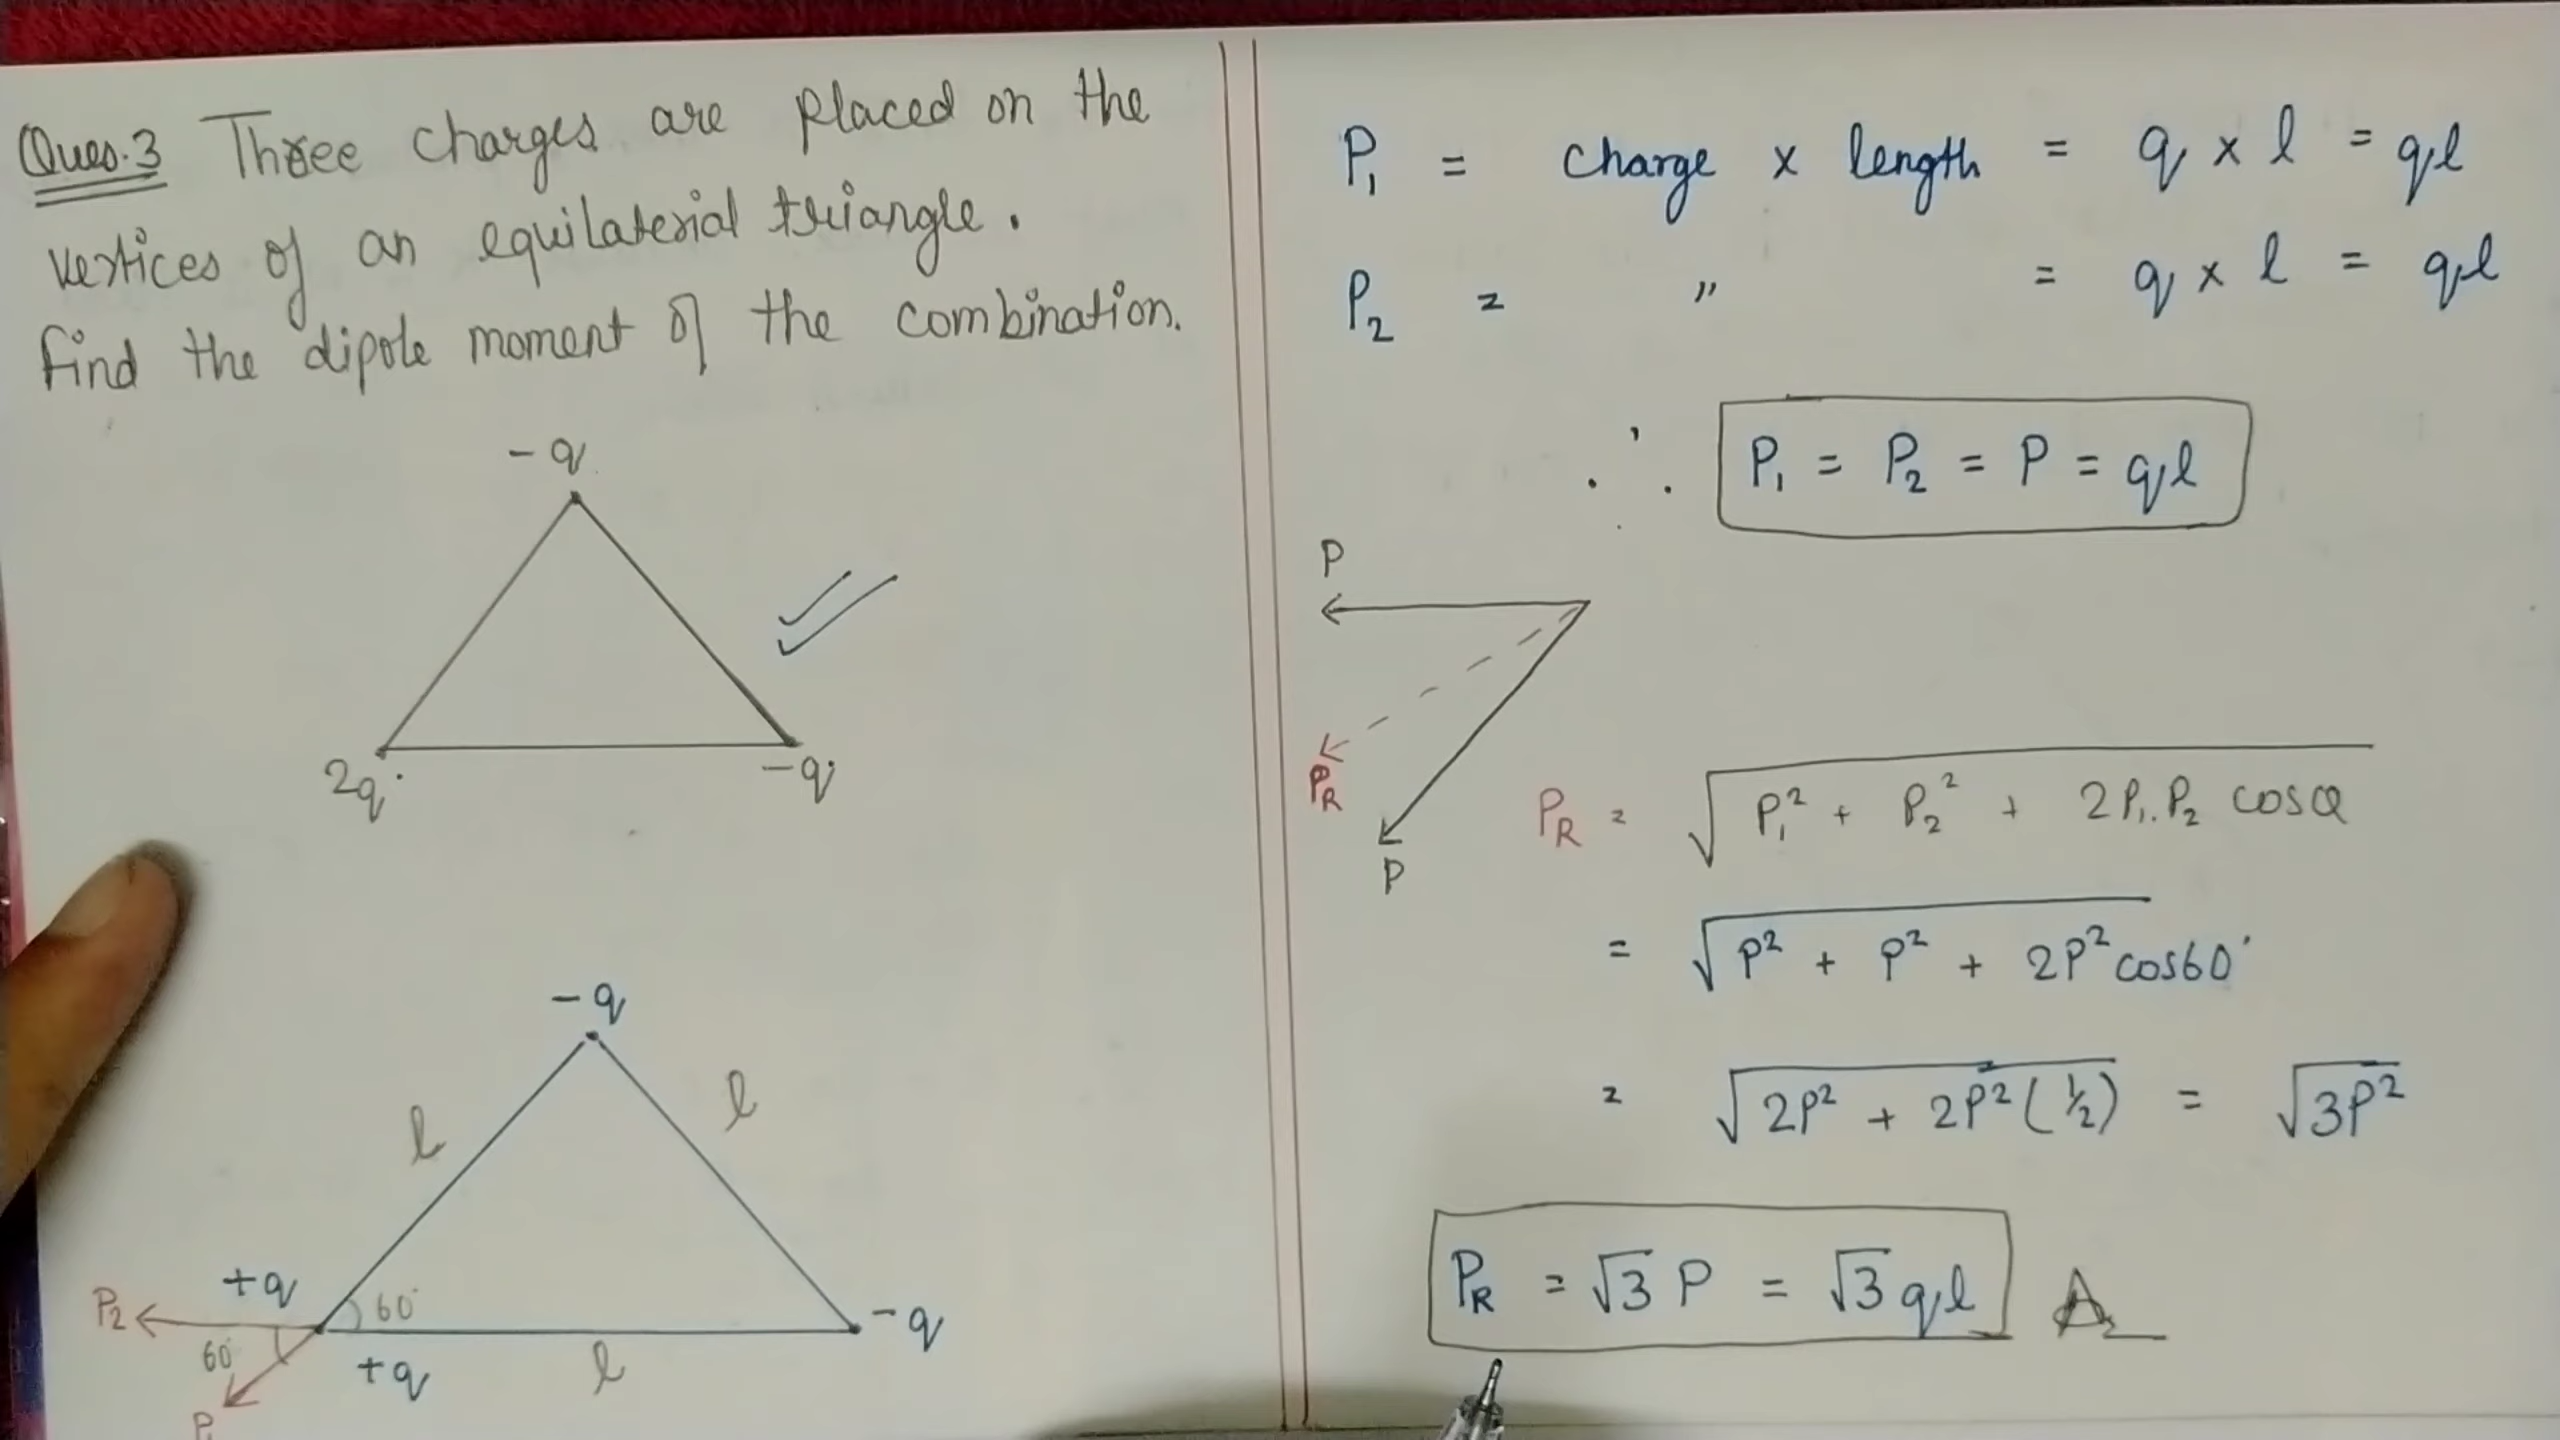 Ques.3 Three charges are placed on the
vertices of an equilaterial triangle.
find the dipole moment of the combination.
-q
2q
-q
-q
l
l
+q
60°
P2
60°
+q
l
-q
P1
P1 = charge × length = q × l = ql
P2 = " = q × l = ql
∴ P1 = P2 = P = ql
P
PR
P
PR = √P1² + P2² + 2P1.P2 cosQ
= √P² + P² + 2P² cos60°
= √2P² + 2P²(1/2) = √3P²
PR = √3 P = √3 ql